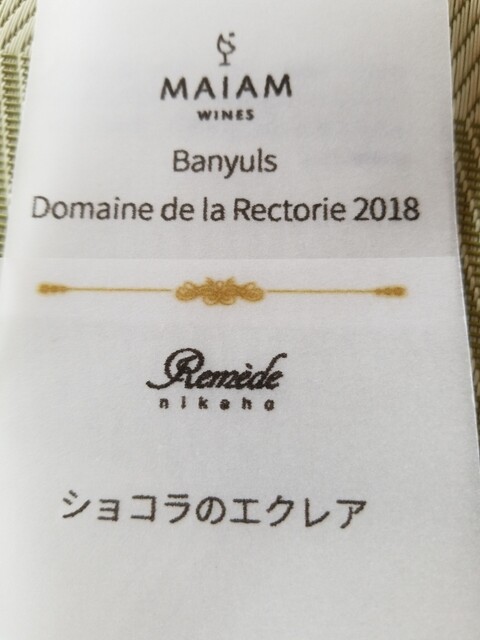 MAIAM
WINES
Banyuls
Domaine de la Rectorie 2018
Remède
nikaho
ショコラのエクレア